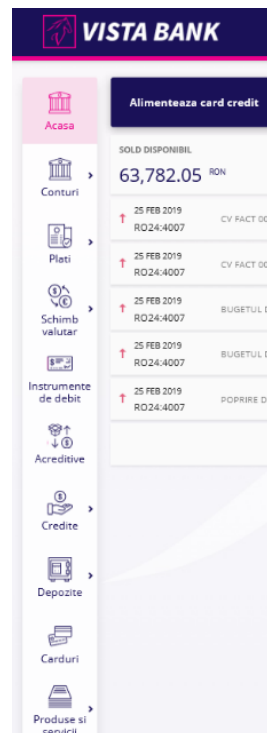 VISTA BANK
Acasa
Conturi
Plati
Schimb
valutar
Instrumente
de debit
Acreditive
Credite
Depozite
Carduri
Produse si
servicii
Alimenteaza card credit
SOLD DISPONIBIL
63,782.05 RON
25 FEB 2019
RO24:4007
CV FACT
25 FEB 2019
RO24:4007
CV FACT
25 FEB 2019
RO24:4007
BUGETUL
25 FEB 2019
RO24:4007
BUGETUL
25 FEB 2019
RO24:4007
POPRIRE